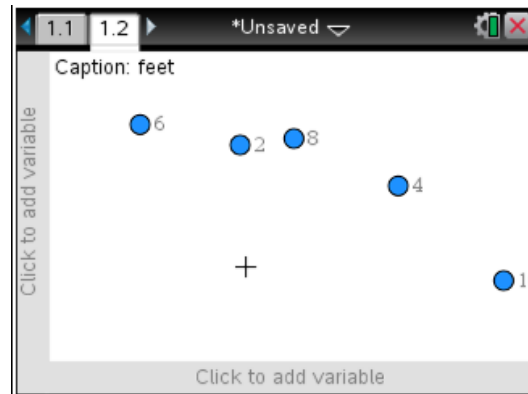 1.1 1.2 *Unsaved
Caption: feet
Click to add variable
6
2
8
4
1
Click to add variable